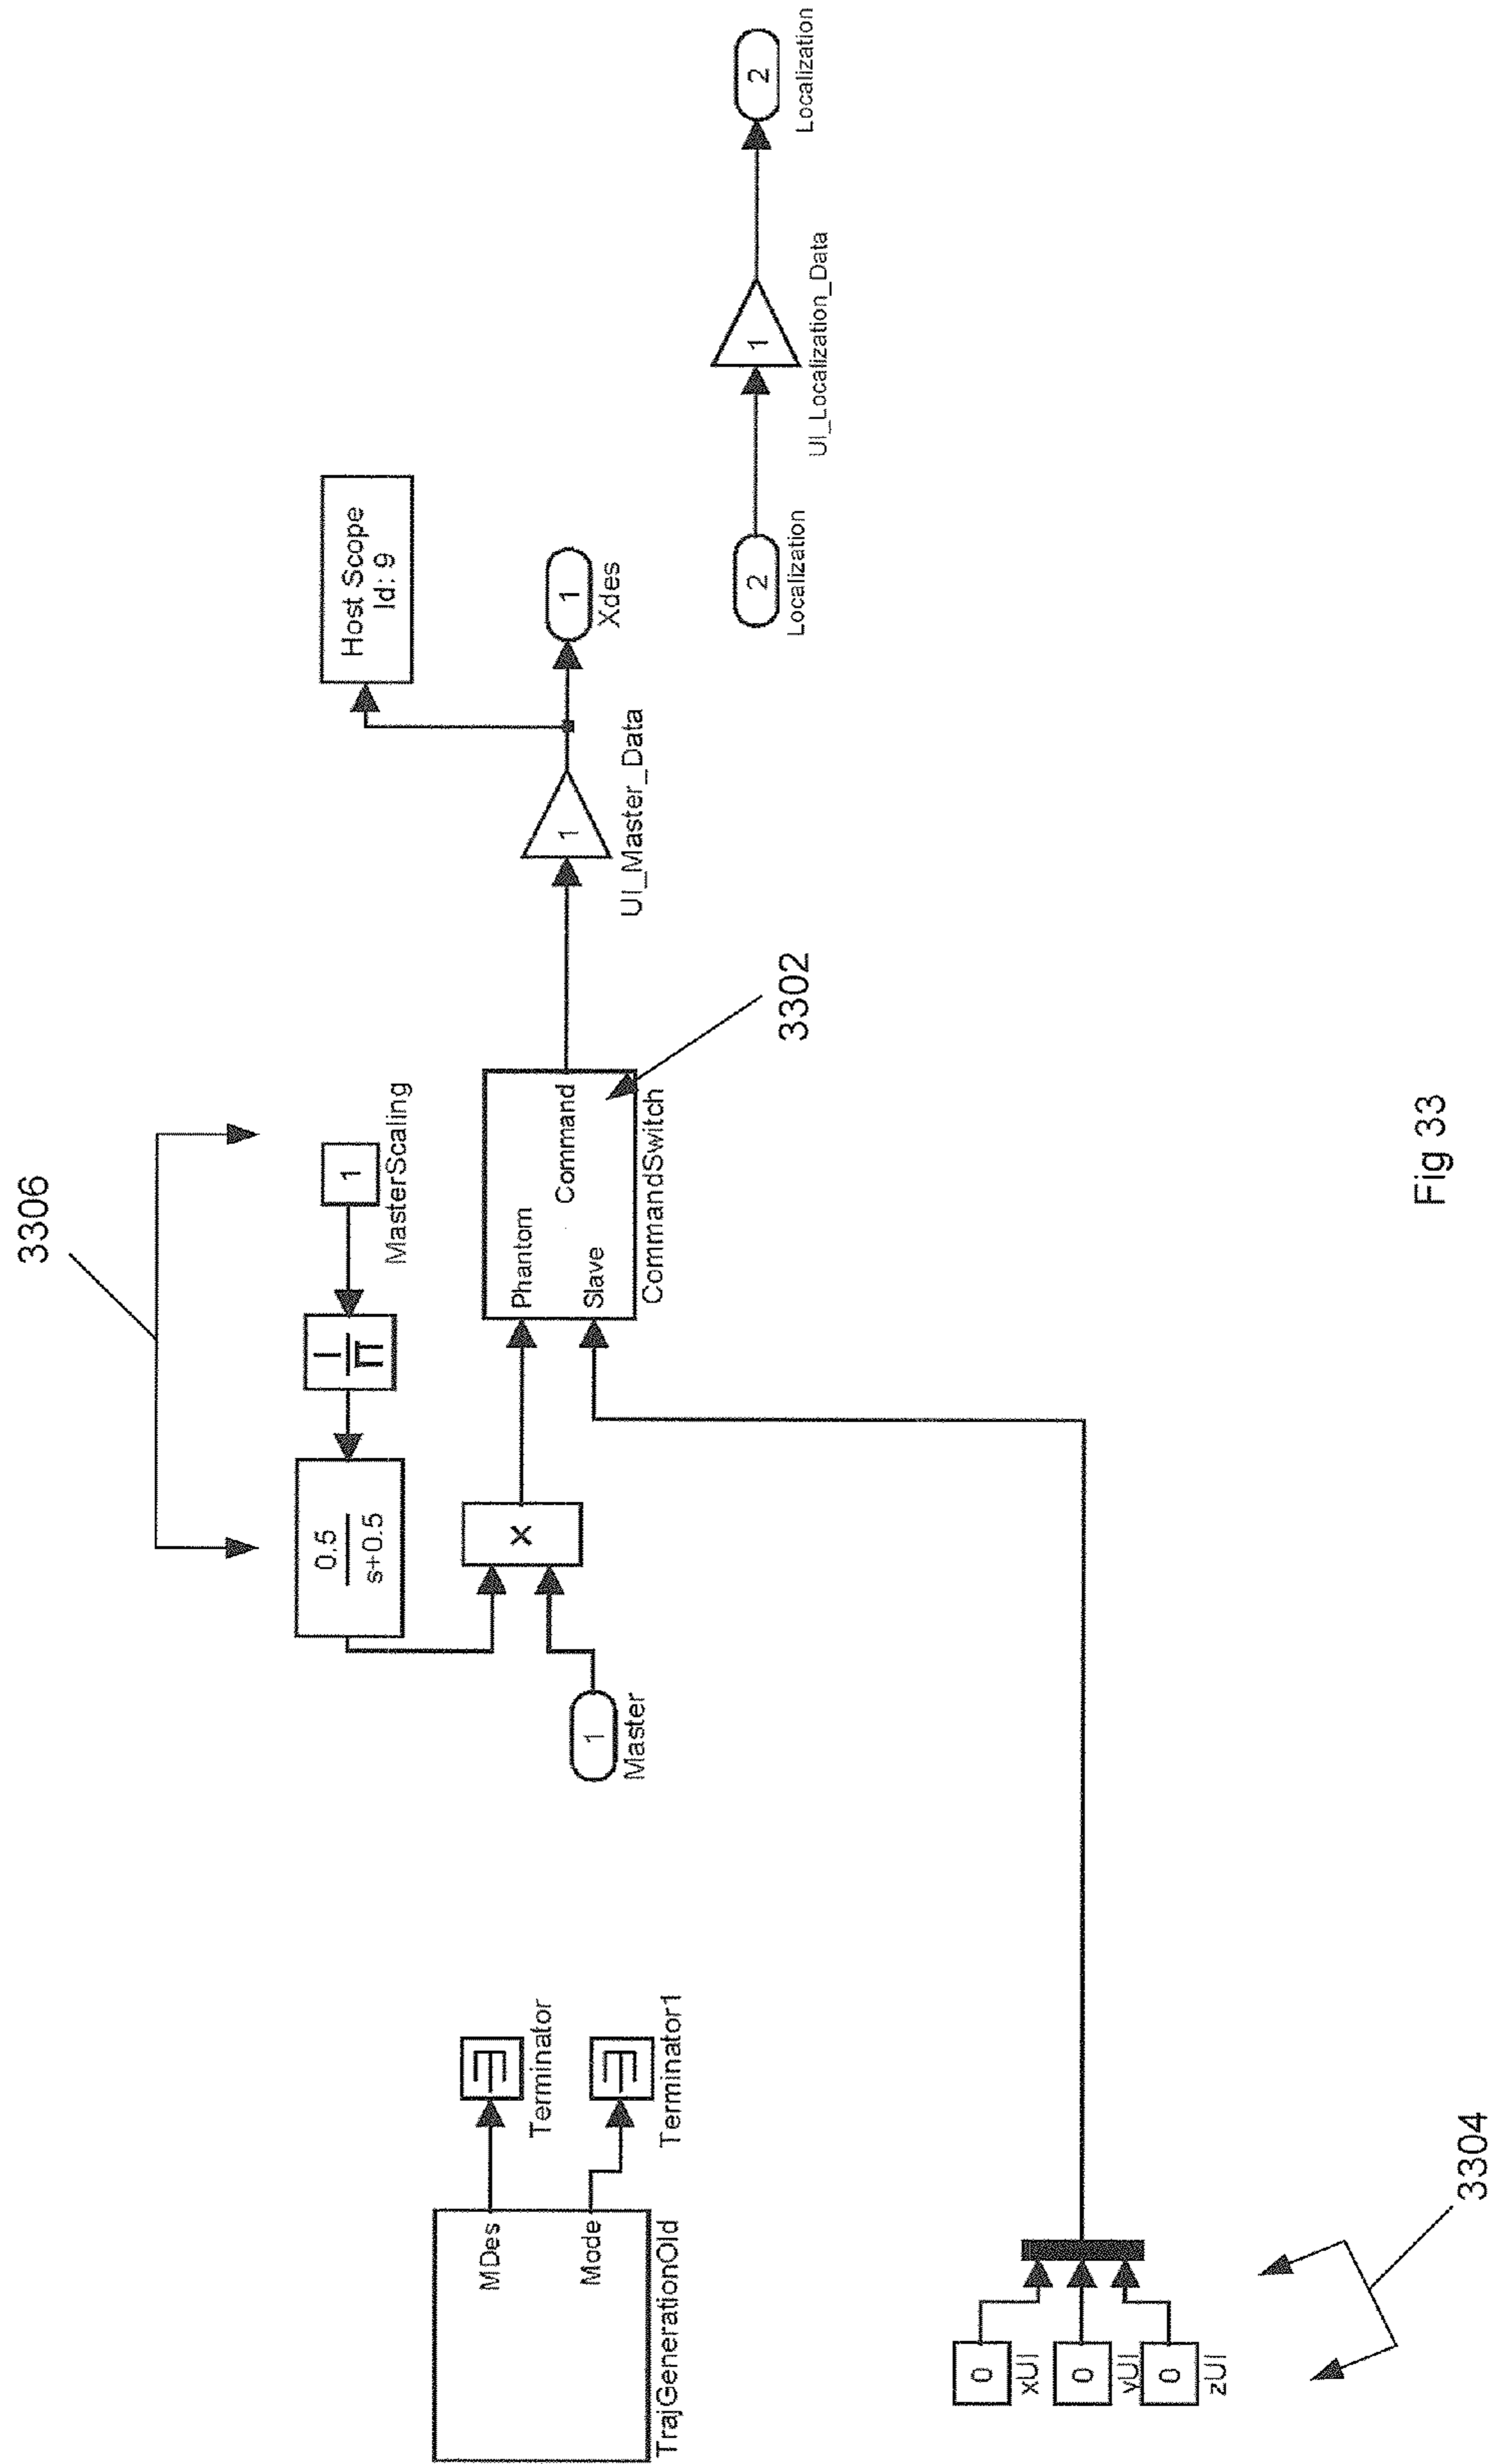 3306
0.5
s+0.5
1
MasterScaling
Host Scope
Id: 9
TrajGenerationOld
MDes
Mode
Terminator
Terminator1
1
Master
×
Phantom
Slave
Command
CommandSwitch
3302
1
UI_Master_Data
1
Xdes
2
Localization
1
UI_Localization_Data
2
Localization
0
xUI
0
yUI
0
zUI
3304
Fig 33